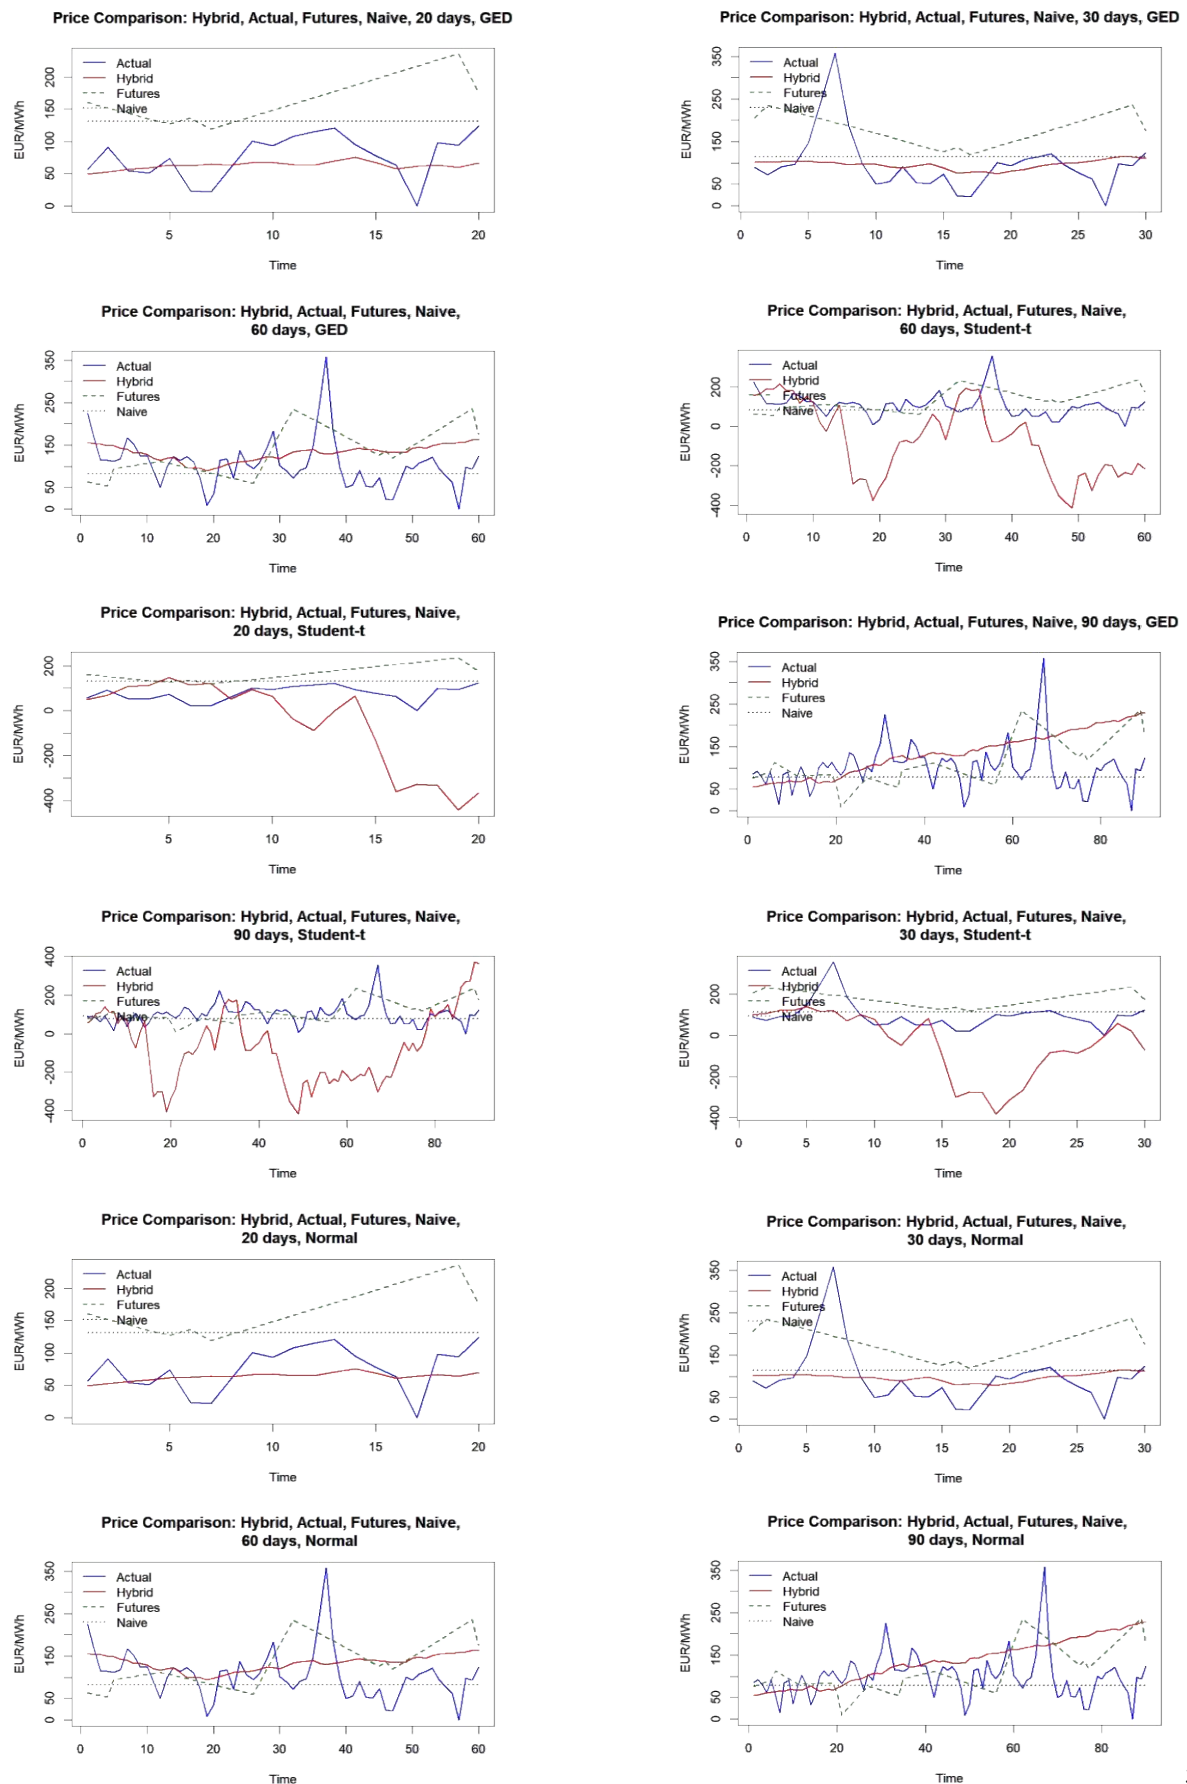 Price Comparison: Hybrid, Actual, Futures, Naive, 20 days, GED
EUR/MWh
0 50 100 150 200
Actual
Hybrid
Futures
Naive
5 10 15 20
Time
Price Comparison: Hybrid, Actual, Futures, Naive, 30 days, GED
EUR/MWh
0 50 150 250 350
Actual
Hybrid
Futures
Naive
0 5 10 15 20 25 30
Time
Price Comparison: Hybrid, Actual, Futures, Naive,
60 days, GED
EUR/MWh
0 50 150 250 350
Actual
Hybrid
Futures
Naive
0 10 20 30 40 50 60
Time
Price Comparison: Hybrid, Actual, Futures, Naive,
60 days, Student-t
EUR/MWh
-400 -200 0 200
Actual
Hybrid
Futures
Naive
0 10 20 30 40 50 60
Time
Price Comparison: Hybrid, Actual, Futures, Naive,
20 days, Student-t
EUR/MWh
-400 -200 0 200
Actual
Hybrid
Futures
Naive
5 10 15 20
Time
Price Comparison: Hybrid, Actual, Futures, Naive, 90 days, GED
EUR/MWh
0 50 150 250 350
Actual
Hybrid
Futures
Naive
0 20 40 60 80
Time
Price Comparison: Hybrid, Actual, Futures, Naive,
90 days, Student-t
EUR/MWh
-400 -200 0 200 400
Actual
Hybrid
Futures
Naive
0 20 40 60 80
Time
Price Comparison: Hybrid, Actual, Futures, Naive,
30 days, Student-t
EUR/MWh
-400 -200 0 200
Actual
Hybrid
Futures
Naive
0 5 10 15 20 25 30
Time
Price Comparison: Hybrid, Actual, Futures, Naive,
20 days, Normal
EUR/MWh
0 50 100 150 200
Actual
Hybrid
Futures
Naive
5 10 15 20
Time
Price Comparison: Hybrid, Actual, Futures, Naive,
30 days, Normal
EUR/MWh
0 50 150 250 350
Actual
Hybrid
Futures
Naive
0 5 10 15 20 25 30
Time
Price Comparison: Hybrid, Actual, Futures, Naive,
60 days, Normal
EUR/MWh
0 50 150 250 350
Actual
Hybrid
Futures
Naive
0 10 20 30 40 50 60
Time
Price Comparison: Hybrid, Actual, Futures, Naive,
90 days, Normal
EUR/MWh
0 50 150 250 350
Actual
Hybrid
Futures
Naive
0 20 40 60 80
Time